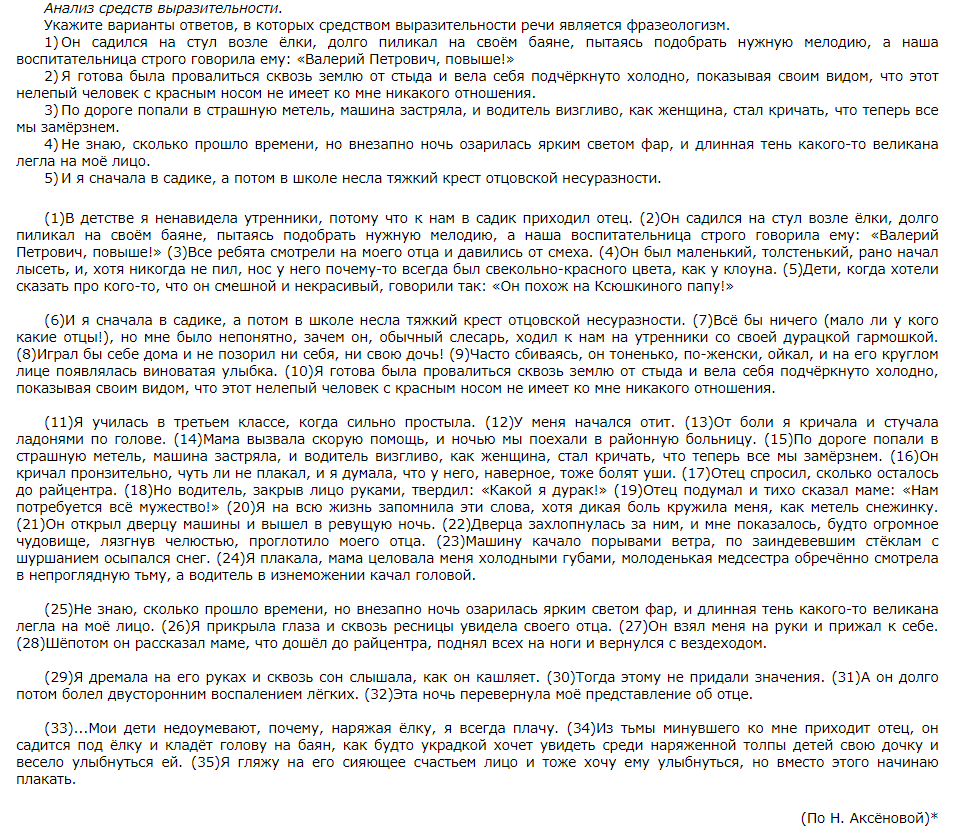 Анализ средств выразительности.
Укажите варианты ответов, в которых средством выразительности речи является фразеологизм.
1) Он садился на стул возле ёлки, долго пиликал на своём баяне, пытаясь подобрать нужную мелодию, а наша
воспитательница строго говорила ему: «Валерий Петрович, повыше!»
2) Я готова была провалиться сквозь землю от стыда и вела себя подчёркнуто холодно, показывая своим видом, что этот
нелепый человек с красным носом не имеет ко мне никакого отношения.
3) По дороге попали в страшную метель, машина застряла, и водитель визгливо, как женщина, стал кричать, что теперь все
мы замёрзнем.
4) Не знаю, сколько прошло времени, но внезапно ночь озарилась ярким светом фар, и длинная тень какого-то великана
легла на моё лицо.
5) И я сначала в садике, а потом в школе несла тяжкий крест отцовской несуразности.
(1)В детстве я ненавидела утренники, потому что к нам в садик приходил отец. (2)Он садился на стул возле ёлки, долго
пиликал на своём баяне, пытаясь подобрать нужную мелодию, а наша воспитательница строго говорила ему: «Валерий
Петрович, повыше!» (3)Все ребята смотрели на моего отца и давились от смеха. (4)Он был маленький, толстенький, рано начал
лысеть, и, хотя никогда не пил, нос у него почему-то всегда был свекольно-красного цвета, как у клоуна. (5)Дети, когда хотели
сказать про кого-то, что он смешной и некрасивый, говорили так: «Он похож на Ксюшкиного папу!»
(6)И я сначала в садике, а потом в школе несла тяжкий крест отцовской несуразности. (7)Всё бы ничего (мало ли у кого
какие отцы!), но мне было непонятно, зачем он, обычный слесарь, ходил к нам на утренники со своей дурацкой гармошкой.
(8)Играл бы себе дома и не позорил ни себя, ни свою дочь! (9)Часто сбиваясь, он тоненько, по-женски, ойкал, и на его круглом
лице появлялась виноватая улыбка. (10)Я готова была провалиться сквозь землю от стыда и вела себя подчёркнуто холодно,
показывая своим видом, что этот нелепый человек с красным носом не имеет ко мне никакого отношения.
(11)Я училась в третьем классе, когда сильно простыла. (12)У меня начался отит. (13)От боли я кричала и стучала
ладонями по голове. (14)Мама вызвала скорую помощь, и ночью мы поехали в районную больницу. (15)По дороге попали в
страшную метель, машина застряла, и водитель визгливо, как женщина, стал кричать, что теперь все мы замёрзнем. (16)Он
кричал пронзительно, чуть ли не плакал, и я думала, что у него, наверное, тоже болят уши. (17)Отец спросил, сколько осталось
до райцентра. (18)Но водитель, закрыв лицо руками, твердил: «Какой я дурак!» (19)Отец подумал и тихо сказал маме: «Нам
потребуется всё мужество!» (20)Я на всю жизнь запомнила эти слова, хотя дикая боль кружила меня, как метель снежинку.
(21)Он открыл дверцу машины и вышел в ревущую ночь. (22)Дверца захлопнулась за ним, и мне показалось, будто огромное
чудовище, лязгнув челюстью, проглотило моего отца. (23)Машину качало порывами ветра, по заиндевевшим стёклам с
шуршанием осыпался снег. (24)Я плакала, мама целовала меня холодными губами, молоденькая медсестра обречённо смотрела
в непроглядную тьму, а водитель в изнеможении качал головой.
(25)Не знаю, сколько прошло времени, но внезапно ночь озарилась ярким светом фар, и длинная тень какого-то великана
легла на моё лицо. (26)Я прикрыла глаза и сквозь ресницы увидела своего отца. (27)Он взял меня на руки и прижал к себе.
(28)Шёпотом он рассказал маме, что дошёл до райцентра, поднял всех на ноги и вернулся с вездеходом.
(29)Я дремала на его руках и сквозь сон слышала, как он кашляет. (30)Тогда этому не придали значения. (31)А он долго
потом болел двусторонним воспалением лёгких. (32)Эта ночь перевернула моё представление об отце.
(33)...Мои дети недоумевают, почему, наряжая ёлку, я всегда плачу. (34)Из тьмы минувшего ко мне приходит отец, он
садится под ёлку и кладёт голову на баян, как будто украдкой хочет увидеть среди наряженной толпы детей свою дочку и
весело улыбнуться ей. (35)Я гляжу на его сияющее счастьем лицо и тоже хочу ему улыбнуться, но вместо этого начинаю
плакать.
(По Н. Аксёновой)*